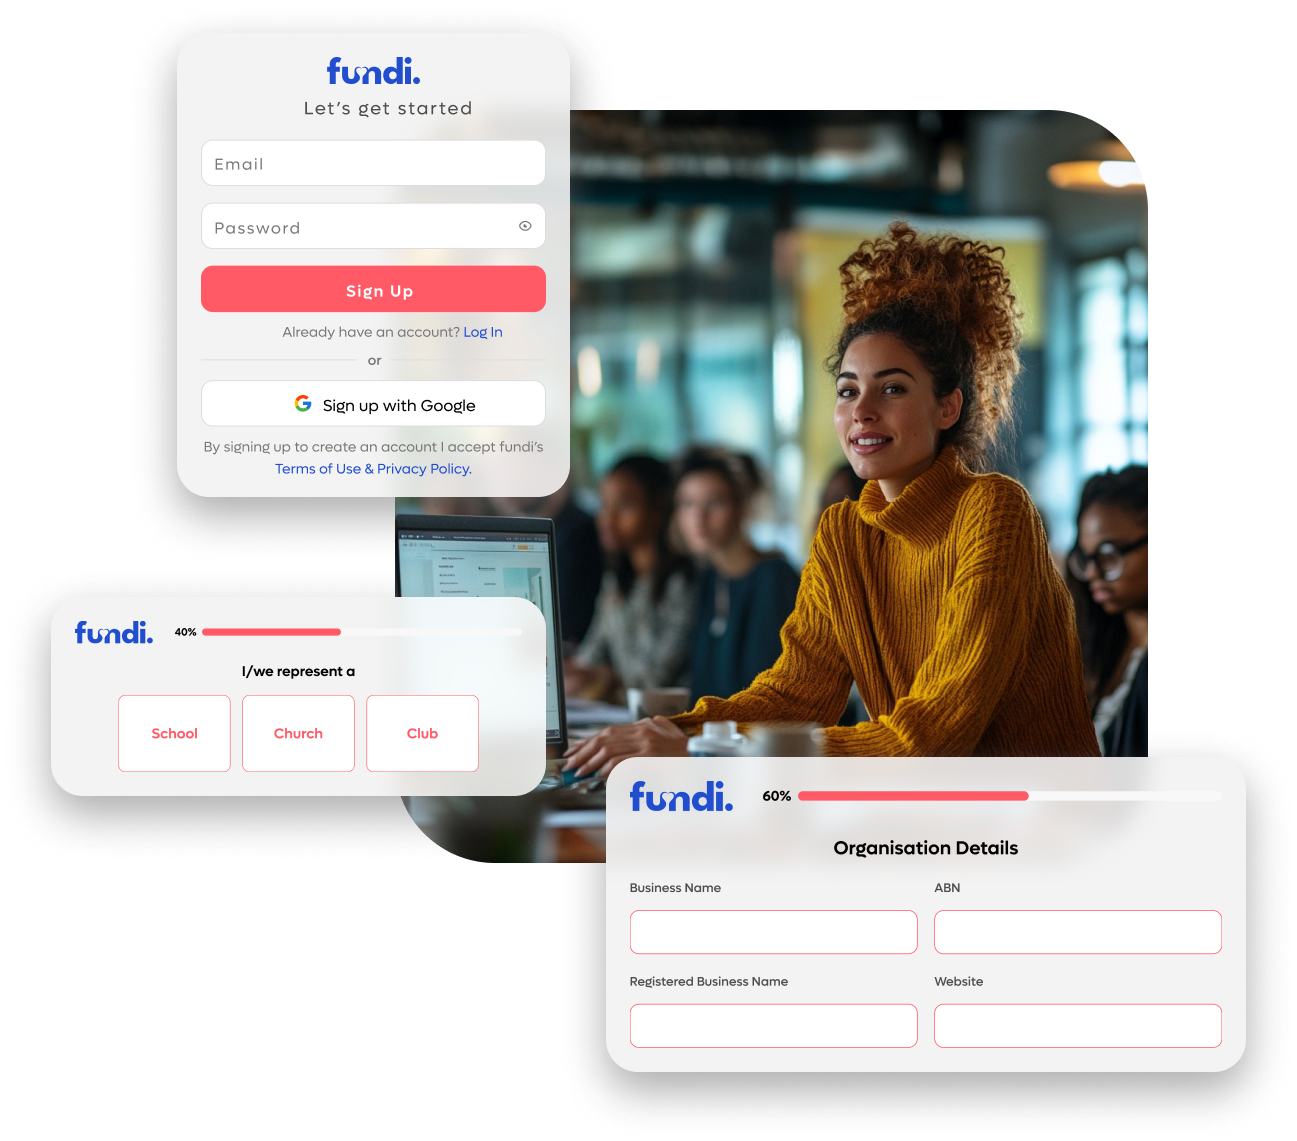 fundi.
Let's get started
Email
Password
Sign Up
Already have an account? Log In
or
Sign up with Google
By signing up to create an account I accept fundi's
Terms of Use & Privacy Policy.
fundi.
40%
I/we represent a
School
Church
Club
fundi.
60%
Organisation Details
Business Name
ABN
Registered Business Name
Website